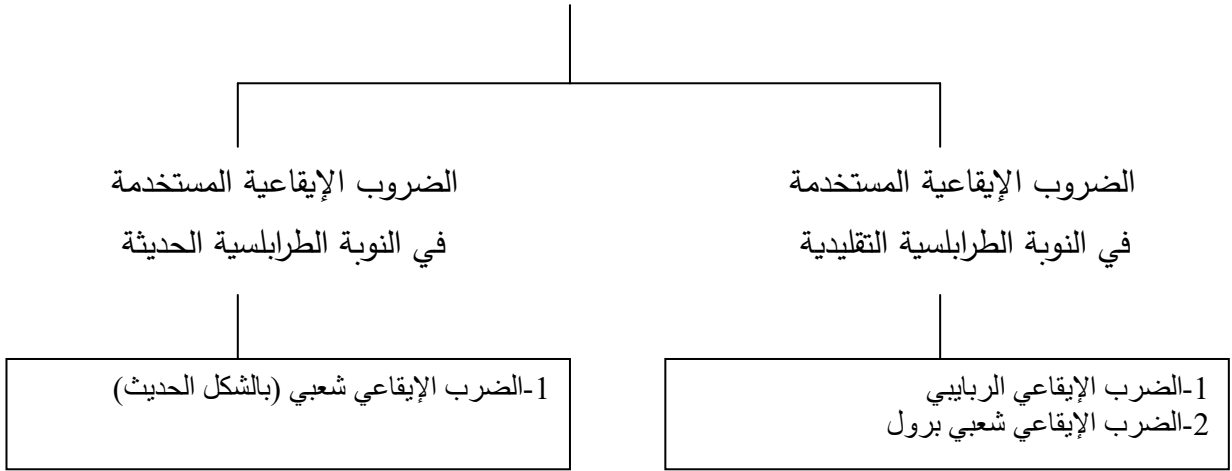 الضروب الإيقاعية المستخدمة
في النوبة الطرابلسية التقليدية
1-الضرب الإيقاعي الربايبي
2-الضرب الإيقاعي شعبي برول
الضروب الإيقاعية المستخدمة
في النوبة الطرابلسية الحديثة
1-الضرب الإيقاعي شعبي (بالشكل الحديث)